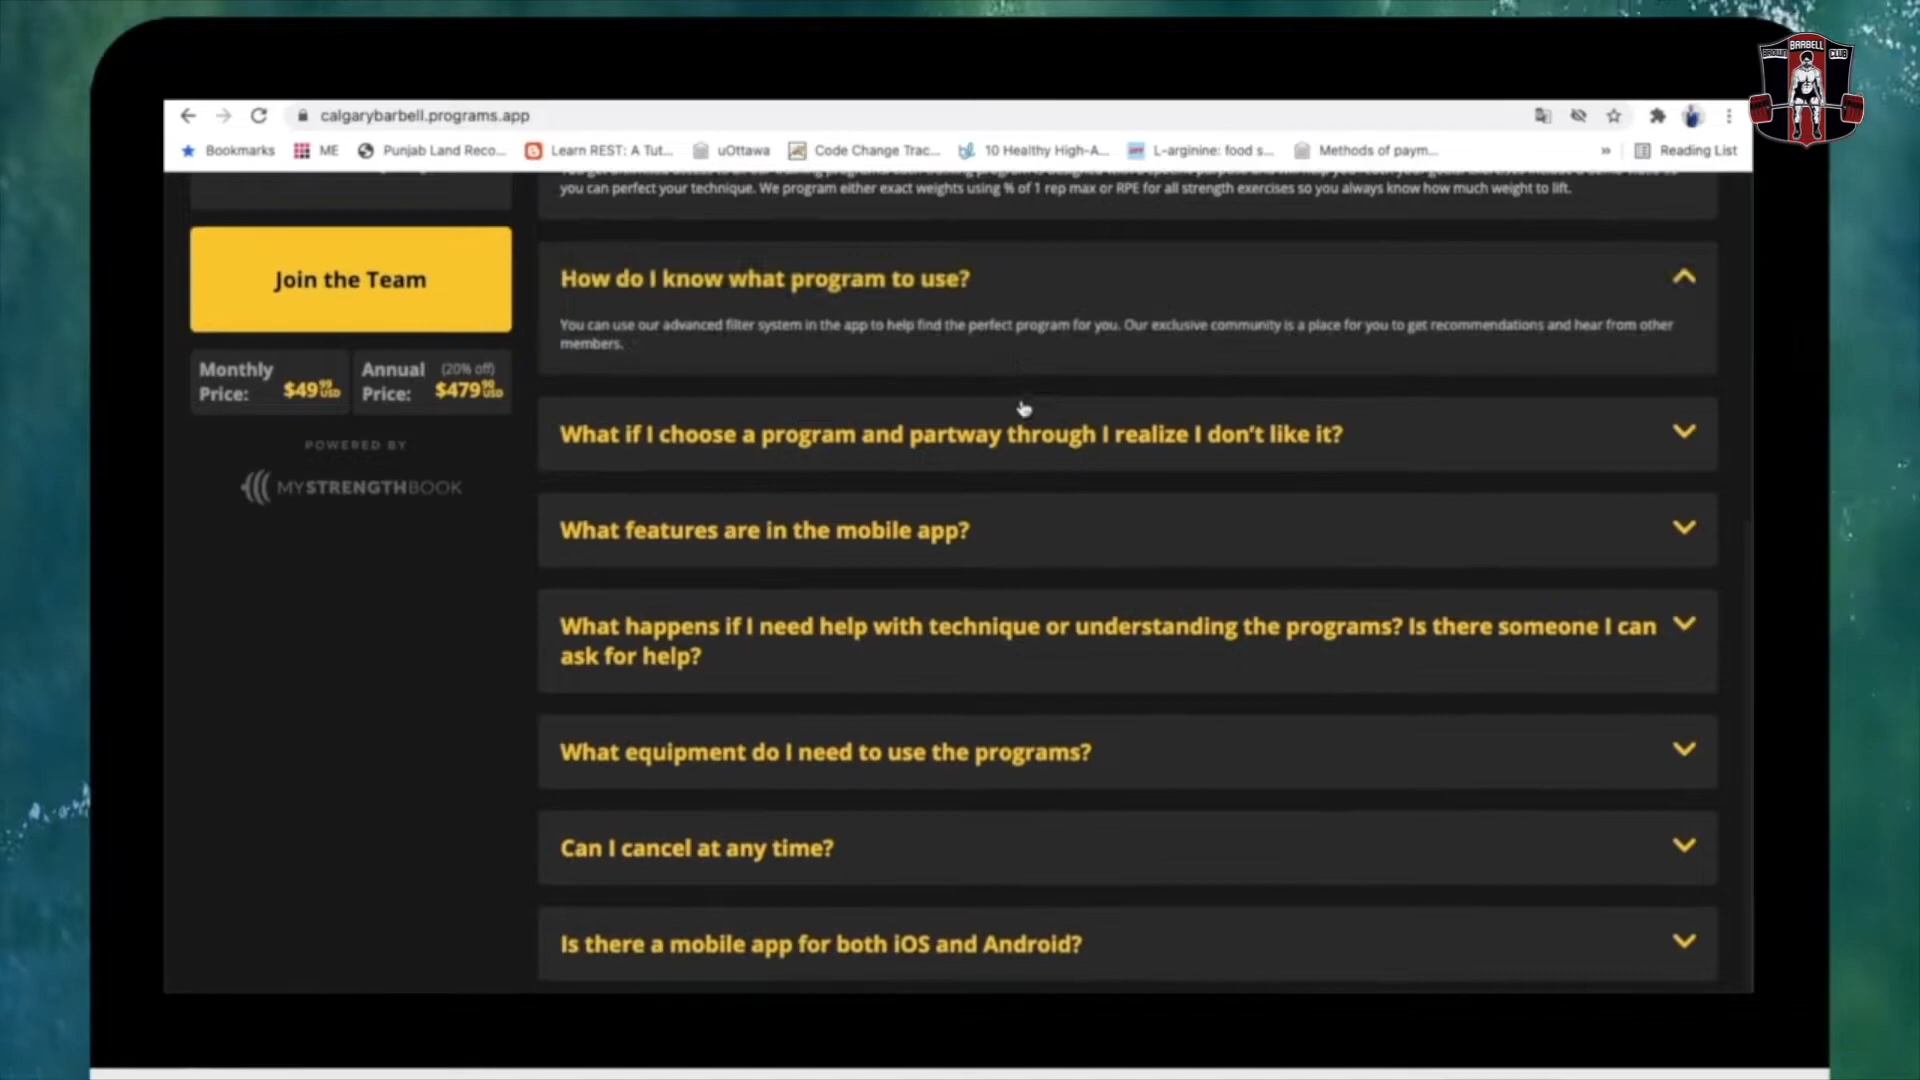 BROWN BARBELL CLUB
calgarybarbell.programs.app
Bookmarks ME Punjab Land Reco... Learn REST: A Tut... uOttawa Code Change Trac... 10 Healthy High-A... L-arginine: food s... Methods of paym... » Reading List
you can perfect your technique. We program either exact weights using % of 1 rep max or RPE for all strength exercises so you always know how much weight to lift.
Join the Team
Monthly Price: $49.99 USD
Annual Price: (20% off) $479.90 USD
POWERED BY
MYSTRENGTHBOOK
How do I know what program to use?
You can use our advanced filter system in the app to help find the perfect program for you. Our exclusive community is a place for you to get recommendations and hear from other
members.
What if I choose a program and partway through I realize I don't like it?
What features are in the mobile app?
What happens if I need help with technique or understanding the programs? Is there someone I can
ask for help?
What equipment do I need to use the programs?
Can I cancel at any time?
Is there a mobile app for both iOS and Android?